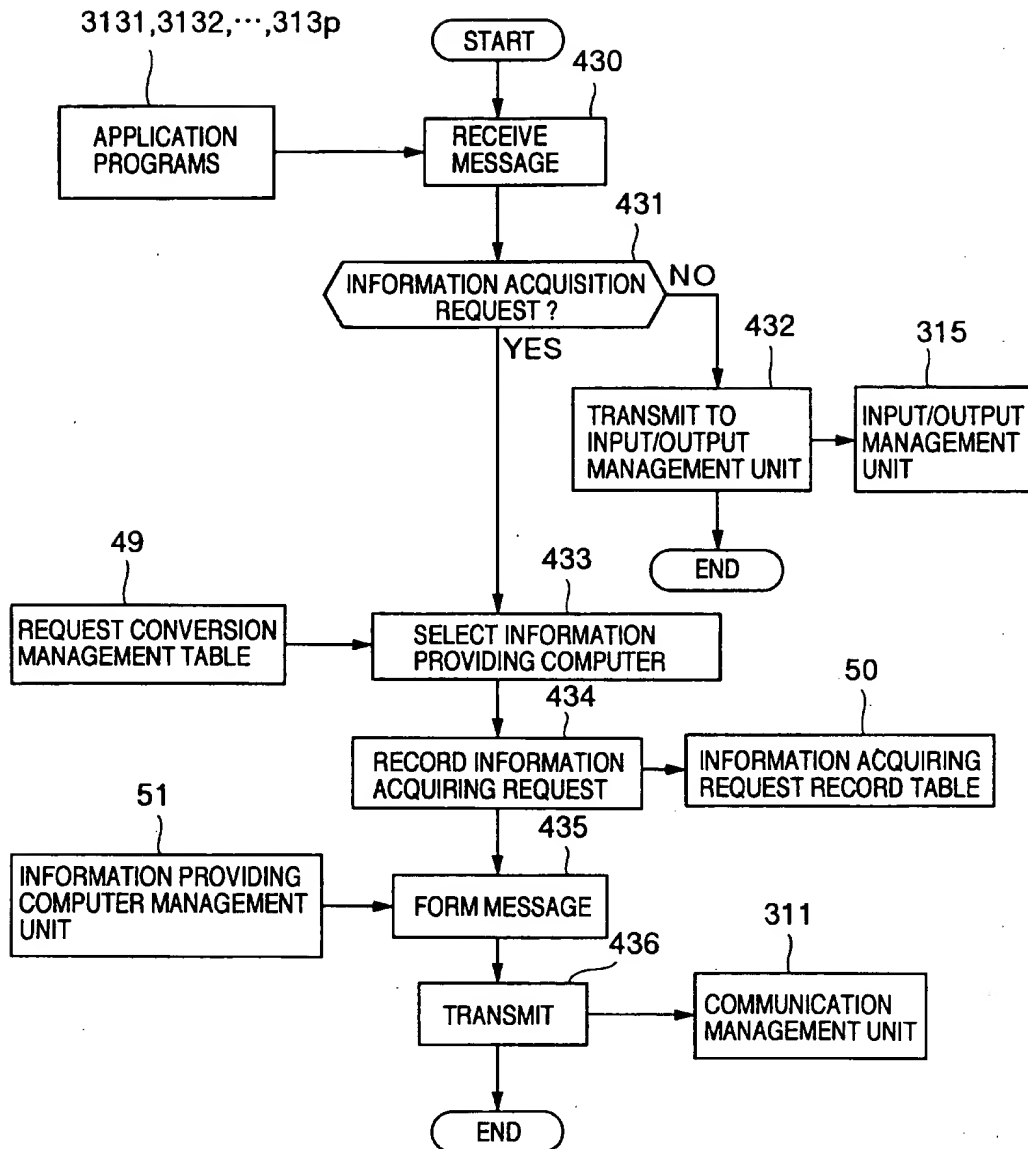 3131,3132,···,313p
START
430
APPLICATION
PROGRAMS
RECEIVE
MESSAGE
431
INFORMATION ACQUISITION
REQUEST ?
NO
YES
432
315
TRANSMIT TO
INPUT/OUTPUT
MANAGEMENT UNIT
INPUT/OUTPUT
MANAGEMENT
UNIT
END
49
433
REQUEST CONVERSION
MANAGEMENT TABLE
SELECT INFORMATION
PROVIDING COMPUTER
434
50
RECORD INFORMATION
ACQUIRING REQUEST
INFORMATION ACQUIRING
REQUEST RECORD TABLE
51
435
INFORMATION PROVIDING
COMPUTER MANAGEMENT
UNIT
FORM MESSAGE
436
311
TRANSMIT
COMMUNICATION
MANAGEMENT UNIT
END